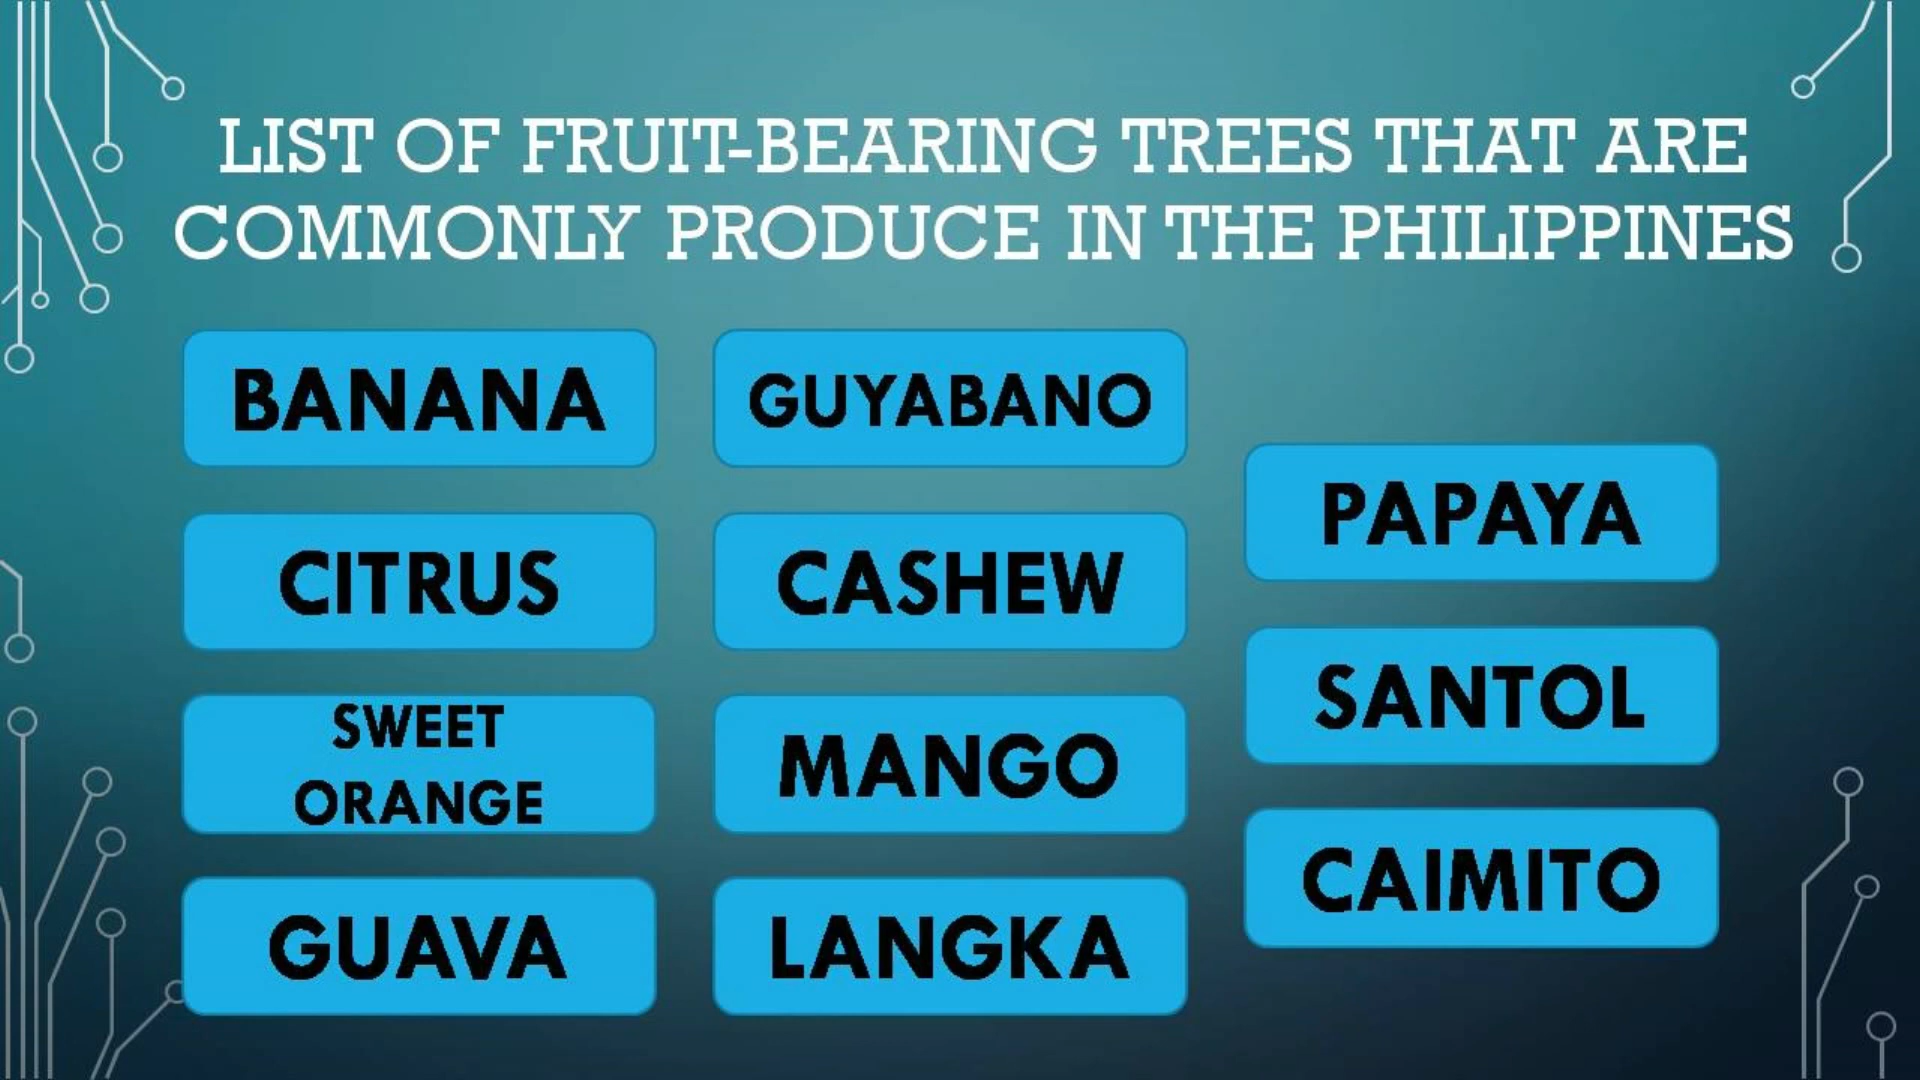 LIST OF FRUIT-BEARING TREES THAT ARE
COMMONLY PRODUCE IN THE PHILIPPINES
BANANA
CITRUS
SWEET
ORANGE
GUAVA
GUYABANO
CASHEW
MANGO
LANGKA
PAPAYA
SANTOL
CAIMITO